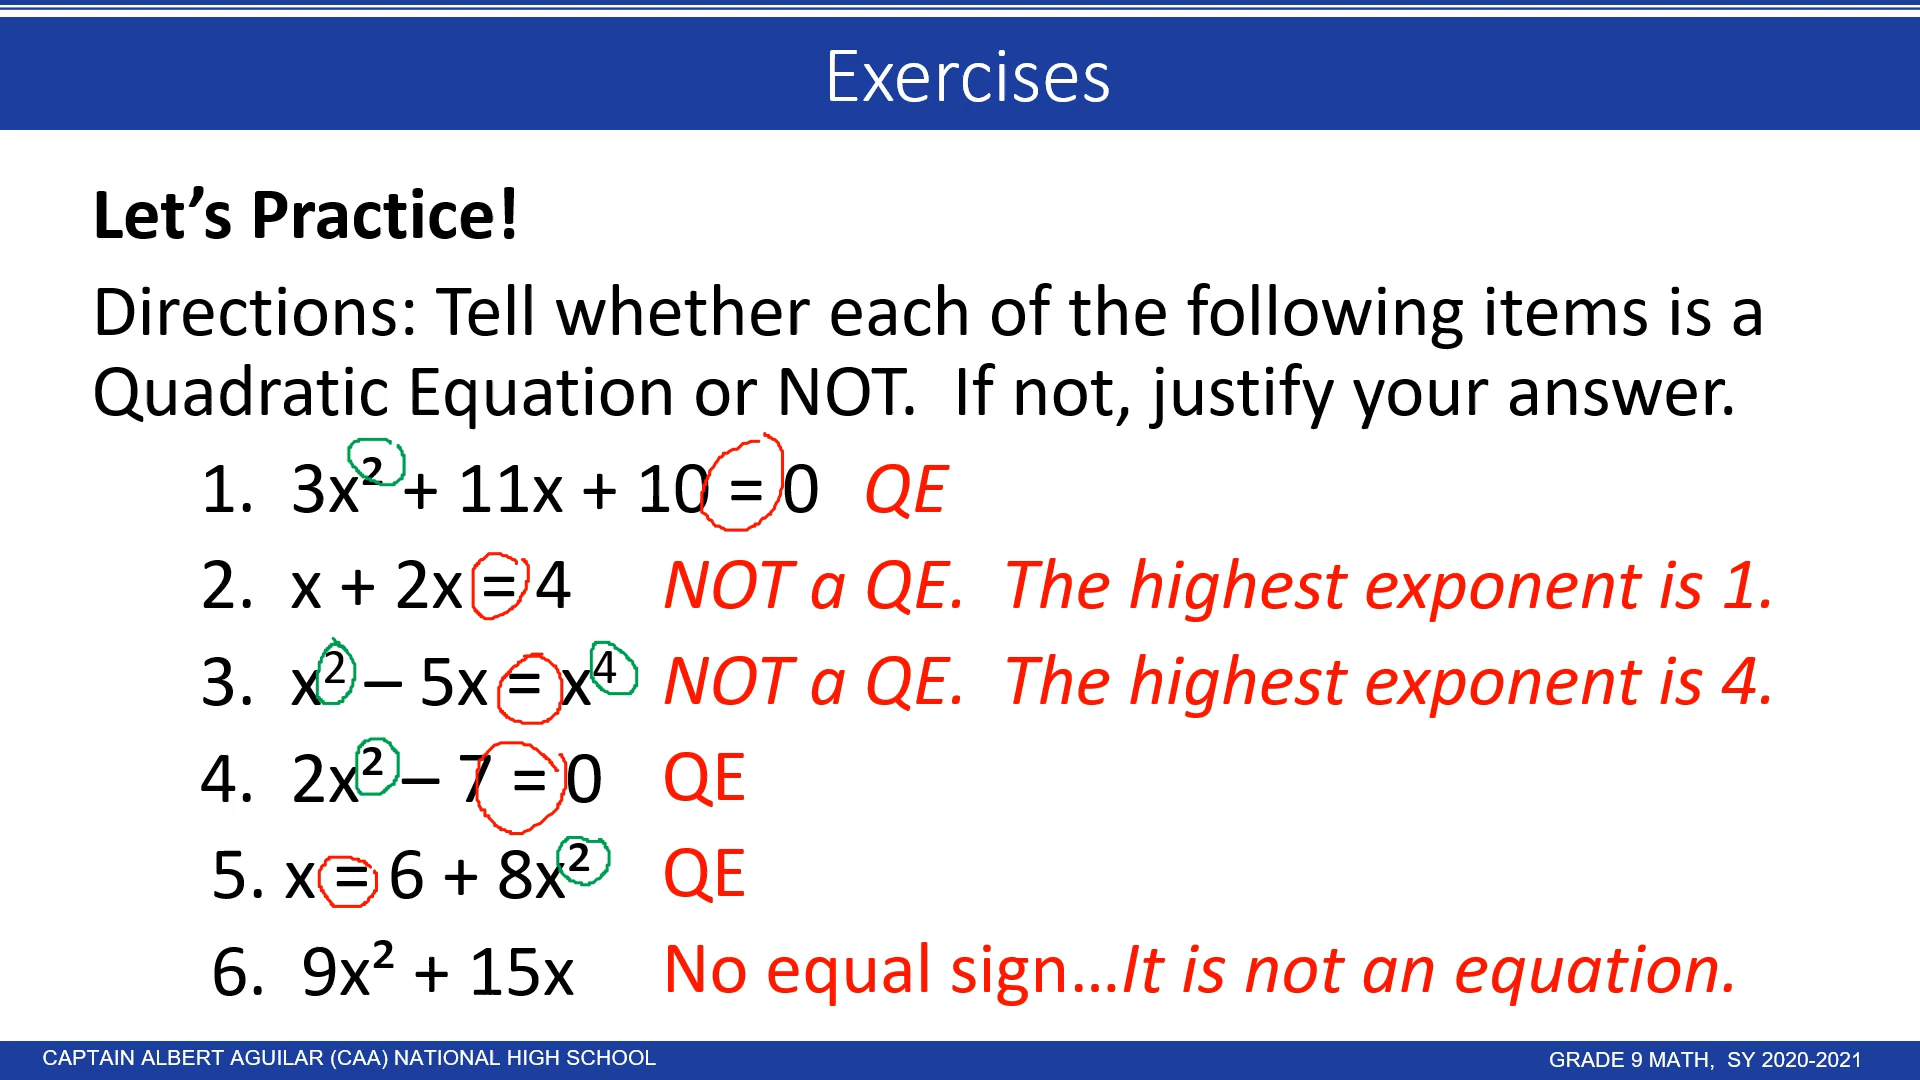 Exercises
Let’s Practice!
Directions: Tell whether each of the following items is a
Quadratic Equation or NOT.  If not, justify your answer.
1.  3x² + 11x + 10 = 0   QE
2.  x + 2x = 4   NOT a QE.  The highest exponent is 1.
3.  x² – 5x = x⁴   NOT a QE.  The highest exponent is 4.
4.  2x² – 7 = 0   QE
5. x = 6 + 8x²   QE
6.  9x² + 15x   No equal sign...It is not an equation.
CAPTAIN ALBERT AGUILAR (CAA) NATIONAL HIGH SCHOOL   GRADE 9 MATH,  SY 2020-2021